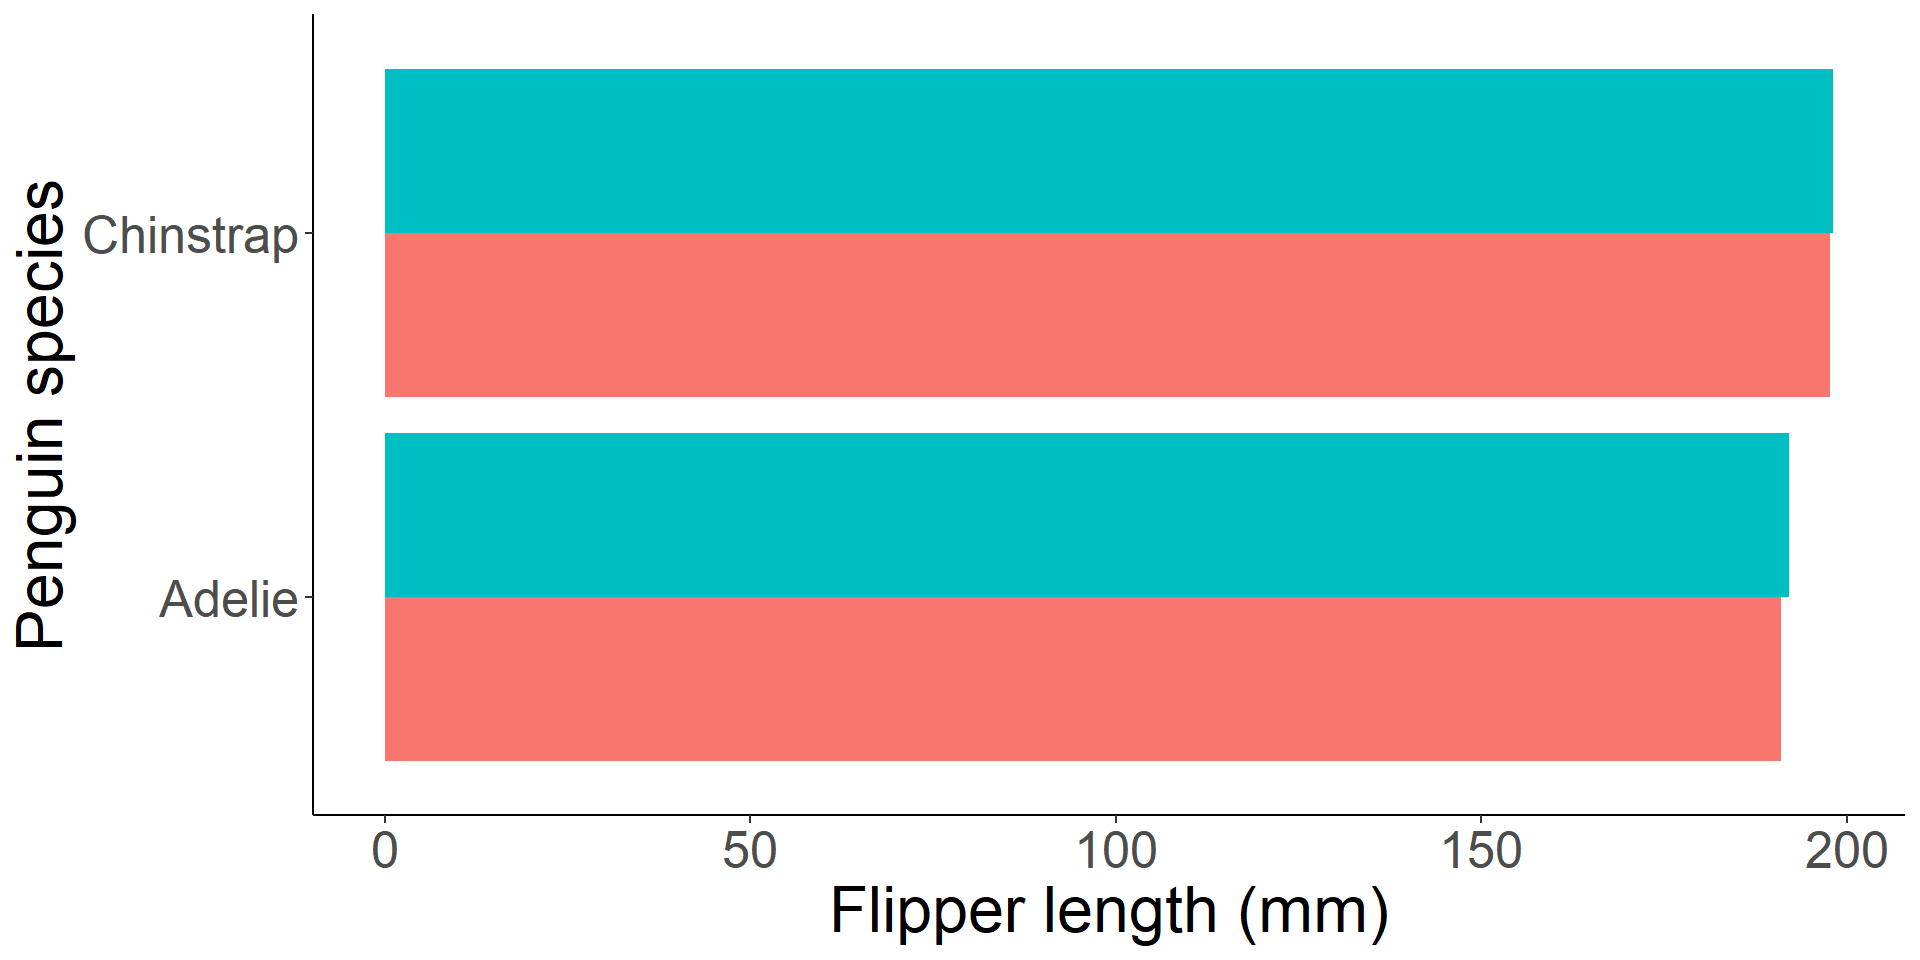 Penguin species
Chinstrap
Adelie
0 50 100 150 200
Flipper length (mm)